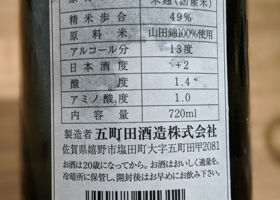 米麹(国産米)
精米歩合 49%
原料米 山田錦100%使用
アルコール分 13度
日本酒度 +2
酸度 1.4
アミノ酸度 1.0
内容量 720ml
製造者 五町田酒造株式会社
佐賀県嬉野市塩田町大字五町田甲2081
お酒は20歳になってから。お酒はおいしく適量を。
冷暗所に保管し、開封後はお早めにお飲み下さい。